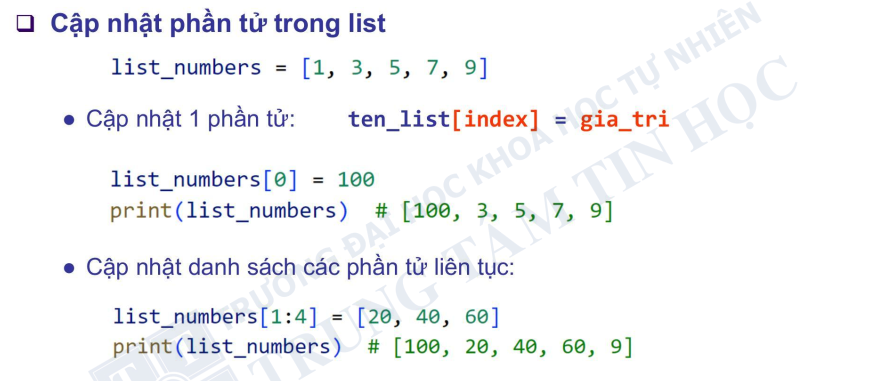 ❑ Cập nhật phần tử trong list
list_numbers = [1, 3, 5, 7, 9]
● Cập nhật 1 phần tử: ten_list[index] = gia_tri
list_numbers[0] = 100
print(list_numbers) # [100, 3, 5, 7, 9]
● Cập nhật danh sách các phần tử liên tục:
list_numbers[1:4] = [20, 40, 60]
print(list_numbers) # [100, 20, 40, 60, 9]
TRƯỜNG ĐẠI HỌC KHOA HỌC TỰ NHIÊN
TRUNG TÂM TIN HỌC